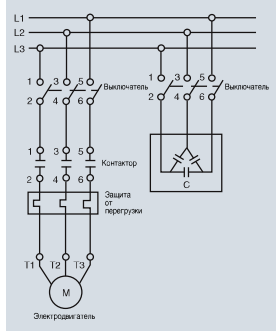 L1
L2
L3
1 3 5 Выключатель 1 3 5 Выключатель
2 4 6 2 4 6
1 3 5 Контактор
2 4 6
C
Защита
от
перегрузки
T1 T2 T3
M
Электродвигатель